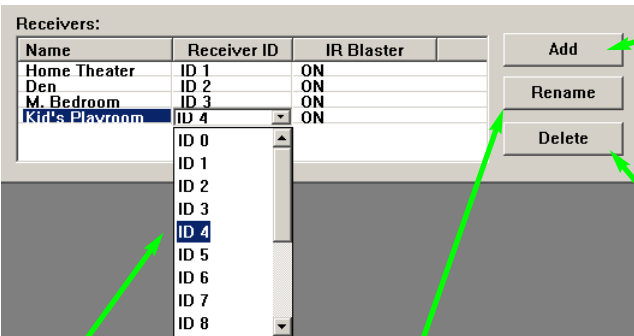 Receivers:
Name Receiver ID IR Blaster
Home Theater ID 1 ON
Den ID 2 ON
M. Bedroom ID 3 ON
Kid's Playroom ID 4 ON
ID 0
ID 1
ID 2
ID 3
ID 4
ID 5
ID 6
ID 7
ID 8
Add
Rename
Delete